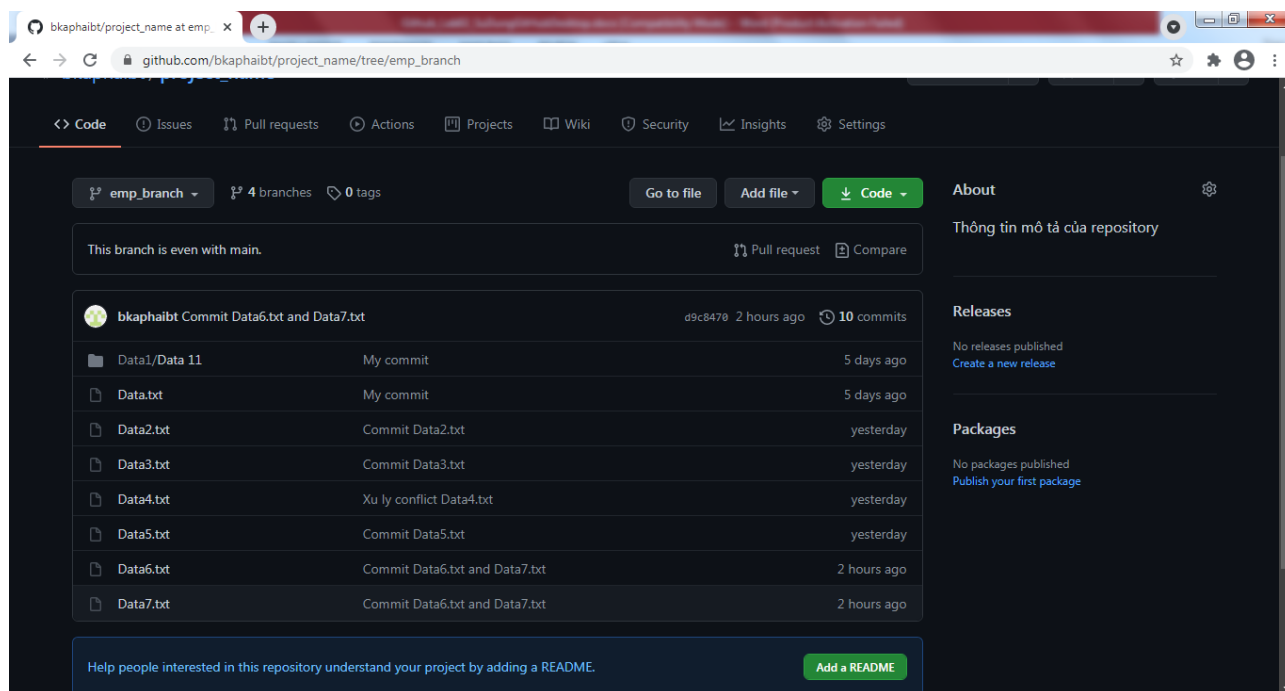 bkaphaibt/project_name at emp_
github.com/bkaphaibt/project_name/tree/emp_branch
Code Issues Pull requests Actions Projects Wiki Security Insights Settings
emp_branch 4 branches 0 tags Go to file Add file Code
This branch is even with main. Pull request Compare
bkaphaibt Commit Data6.txt and Data7.txt d9c8470 2 hours ago 10 commits
Data1/Data 11 My commit 5 days ago
Data.txt My commit 5 days ago
Data2.txt Commit Data2.txt yesterday
Data3.txt Commit Data3.txt yesterday
Data4.txt Xu ly conflict Data4.txt yesterday
Data5.txt Commit Data5.txt yesterday
Data6.txt Commit Data6.txt and Data7.txt 2 hours ago
Data7.txt Commit Data6.txt and Data7.txt 2 hours ago
Help people interested in this repository understand your project by adding a README. Add a README
About
Thông tin mô tả của repository
Releases
No releases published
Create a new release
Packages
No packages published
Publish your first package